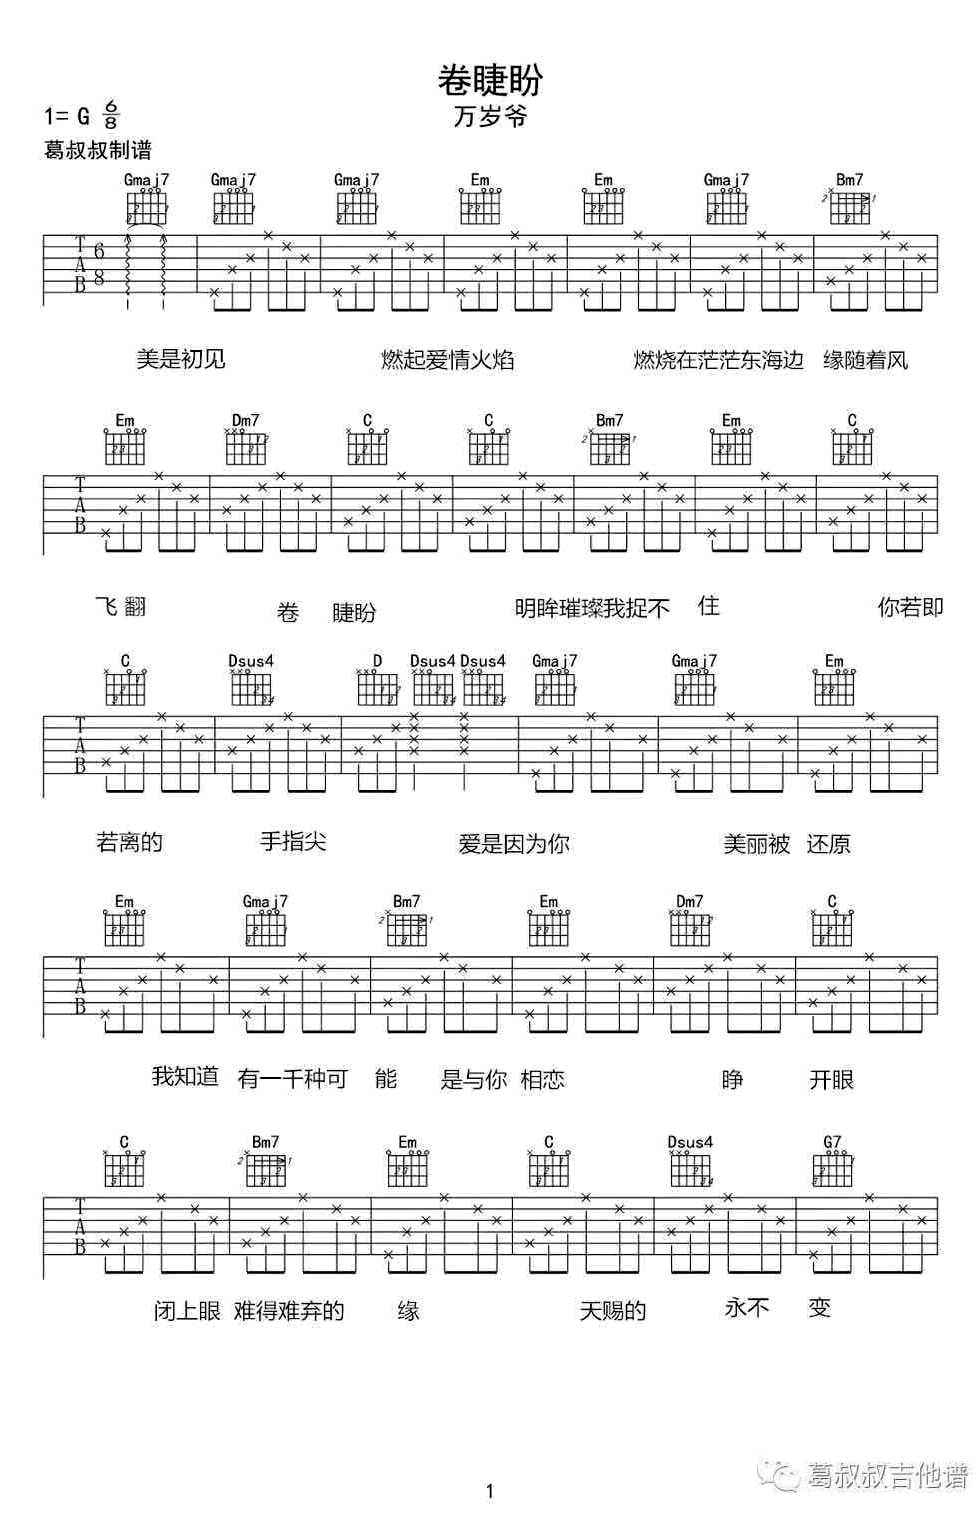 卷睫盼
万岁爷
1= G 6/8
葛叔叔制谱
Gmaj7 Gmaj7 Gmaj7 Em Em Gmaj7 Bm7
T A B 6 8
美是初见 燃起爱情火焰 燃烧在茫茫东海边 缘随着风
Em Dm7 C C Bm7 Em C
T A B
飞翻 卷 睫盼 明眸璀璨我捉不 住 你若即
C Dsus4 D Dsus4 Dsus4 Gmaj7 Gmaj7 Em
T A B
若离的 手指尖 爱是因为你 美丽被 还原
Em Gmaj7 Bm7 Em Dm7 C
T A B
我知道 有一千种可 能 是与你 相恋 睁 开眼
C Bm7 Em C Dsus4 G7
T A B
闭上眼 难得难弃的 缘 天赐的 永不 变
葛叔叔吉他谱
1